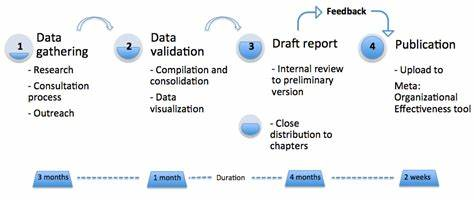 Feedback
1
Data
gathering
- Research
- Consultation
process
- Outreach
2
Data
validation
- Compilation and
consolidation
- Data
visualization
3
Draft report
- Internal review
to preliminary
version
- Close
distribution to
chapters
4
Publication
- Upload to
Meta:
Organizational
Effectiveness tool
3 months
1 month
Duration
4 months
2 weeks